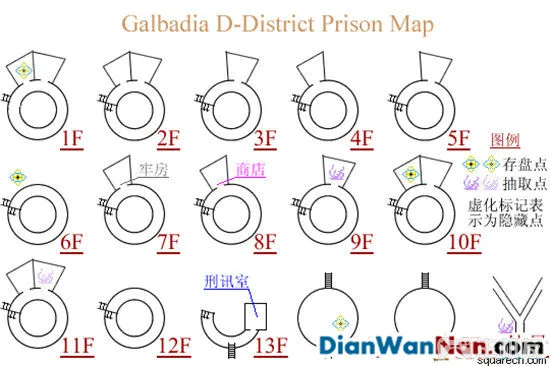 Galbadia D-District Prison Map
1F 2F 3F 4F 5F
图例
存盘点
抽取点
虚化标记表
示为隐藏点
牢房
商店
6F 7F 8F 9F 10F
刑讯室
11F 12F 13F
DianWanNan.com
squarecn.com